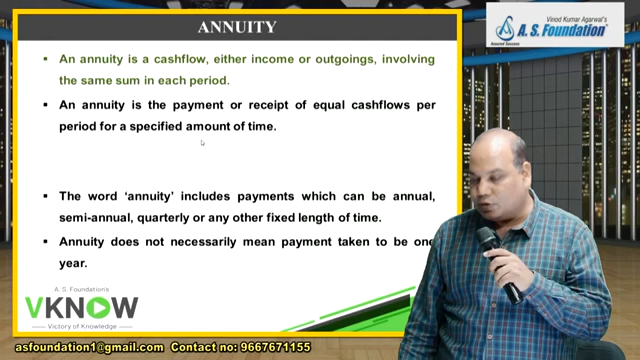 ANNUITY
Vinod Kumar Agarwal's
A. S. Foundation®
Assured Success
▪ An annuity is a cashflow, either income or outgoings, involving
the same sum in each period.
▪ An annuity is the payment or receipt of equal cashflows per
period for a specified amount of time.
▪ The word ‘annuity’ includes payments which can be annual,
semi-annual, quarterly or any other fixed length of time.
▪ Annuity does not necessarily mean payment taken to be one
year.
A. S. Foundation's
VKNOW
Victory of Knowledge
asfoundation1@gmail.com Contact no: 9667671155